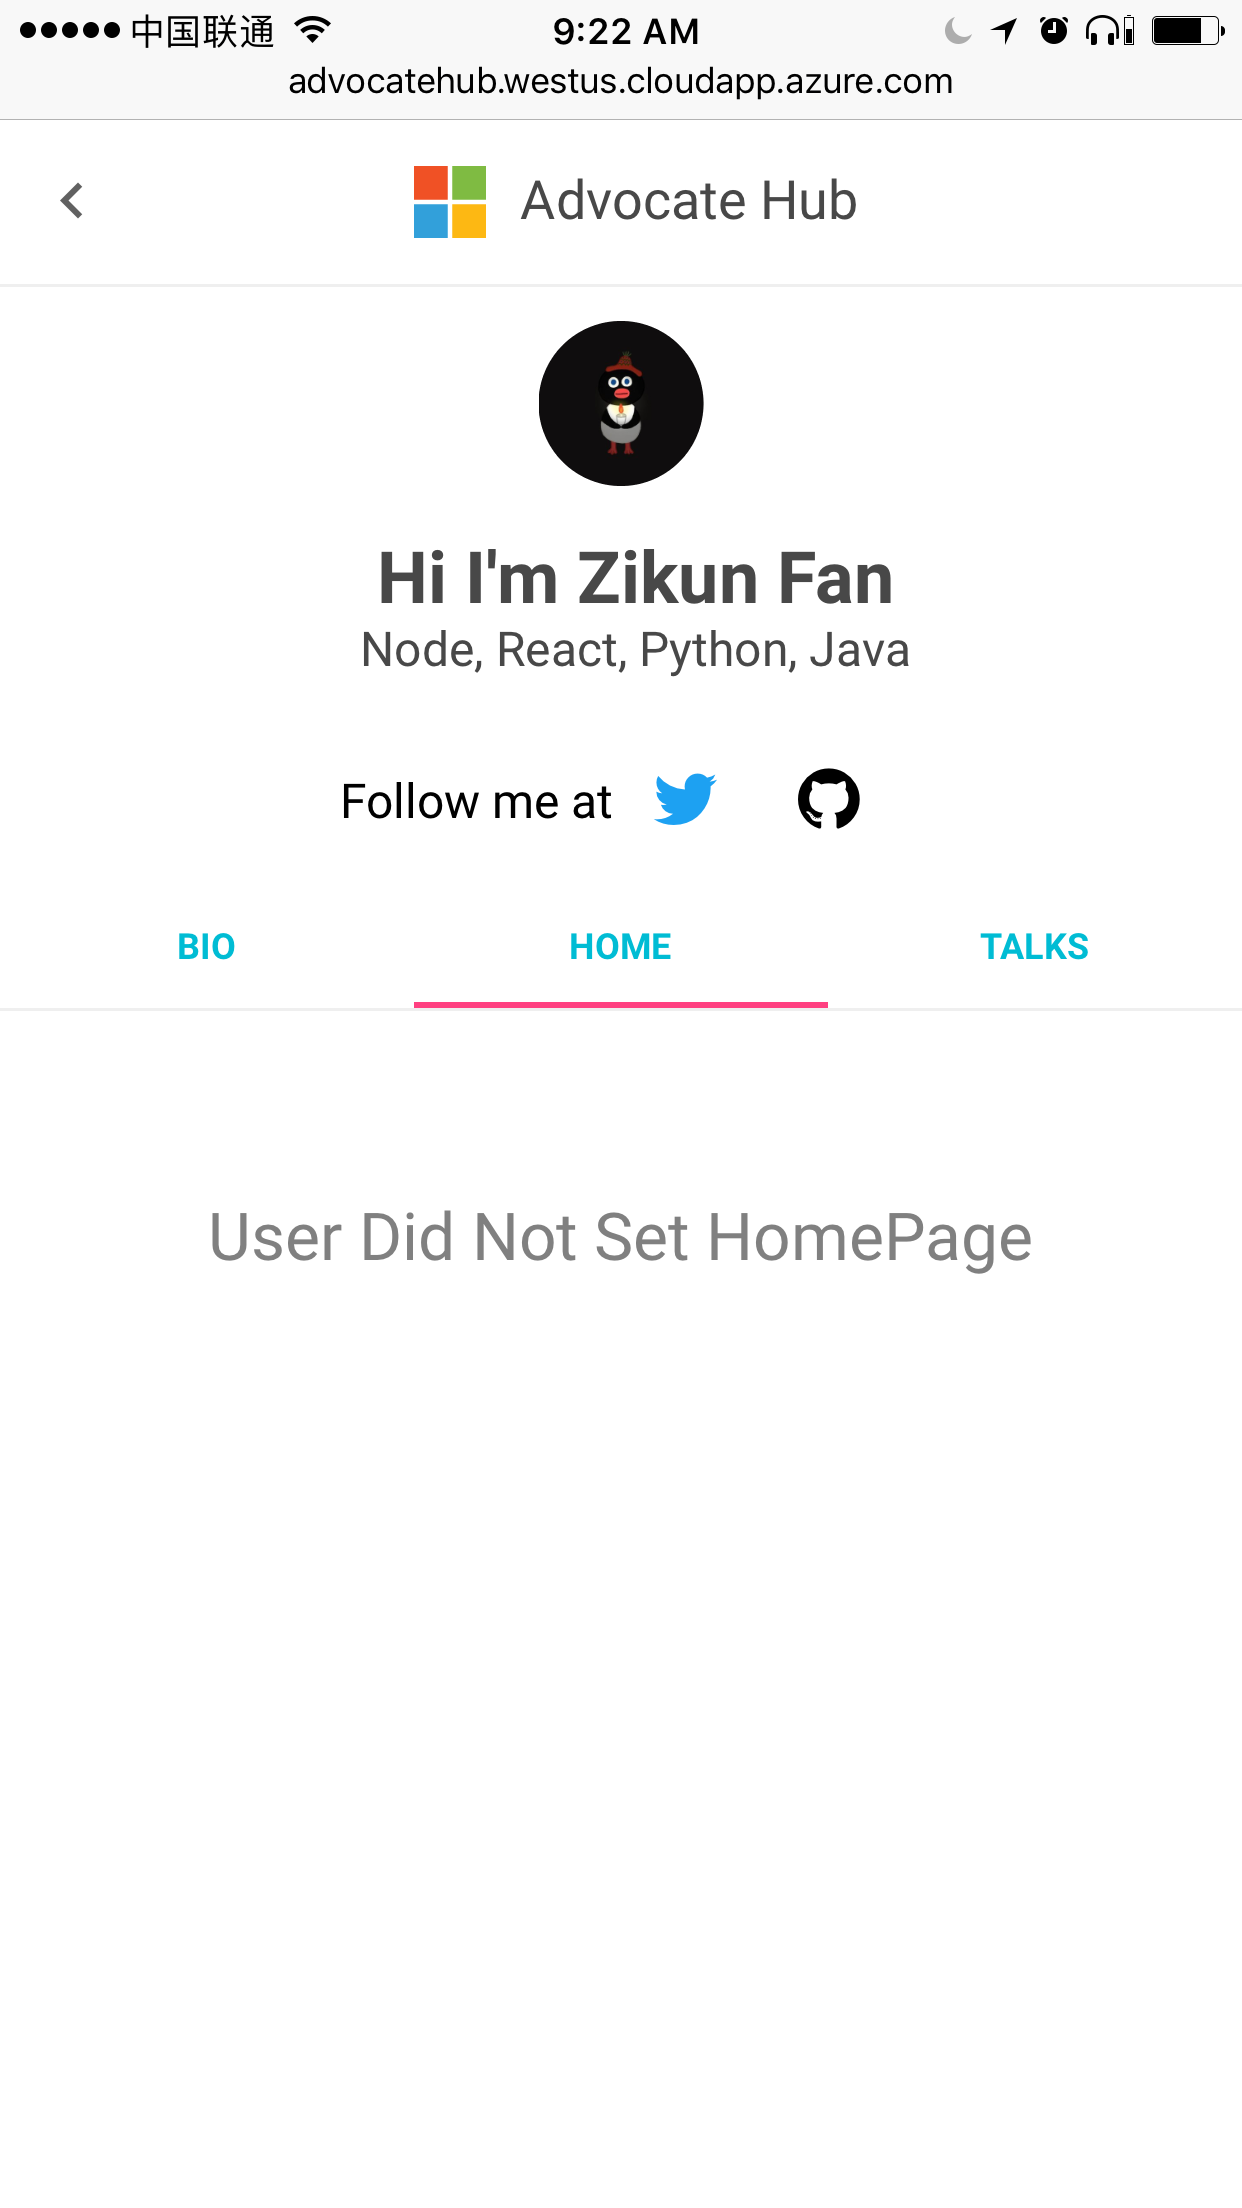 中国联通 9:22 AM
advocatehub.westus.cloudapp.azure.com
Advocate Hub
Hi I'm Zikun Fan
Node, React, Python, Java
Follow me at
BIO HOME TALKS
User Did Not Set HomePage